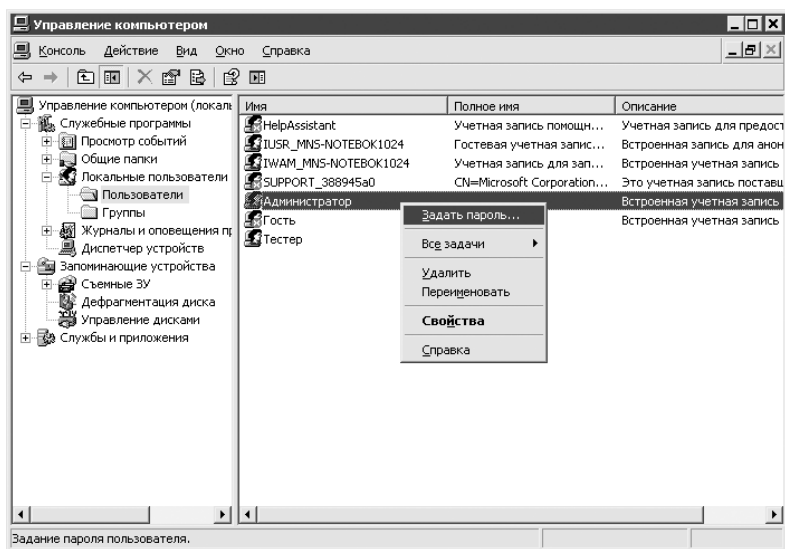 Управление компьютером
Консоль Действие Вид Окно Справка
Управление компьютером (локаль
Служебные программы
Просмотр событий
Общие папки
Локальные пользователи
Пользователи
Группы
Журналы и оповещения пр
Диспетчер устройств
Запоминающие устройства
Съемные ЗУ
Дефрагментация диска
Управление дисками
Службы и приложения
Имя Полное имя Описание
HelpAssistant Учетная запись помощн... Учетная запись для предост
IUSR_MNS-NOTEBOK1024 Гостевая учетная запис... Встроенная запись для анон
IWAM_MNS-NOTEBOK1024 Учетная запись для зап... Встроенная учетная запись
SUPPORT_388945a0 CN=Microsoft Corporation... Это учетная запись поставщ
Администратор Встроенная учетная запись
Гость Встроенная учетная запись
Тестер
Задать пароль...
Все задачи
Удалить
Переименовать
Свойства
Справка
Задание пароля пользователя.